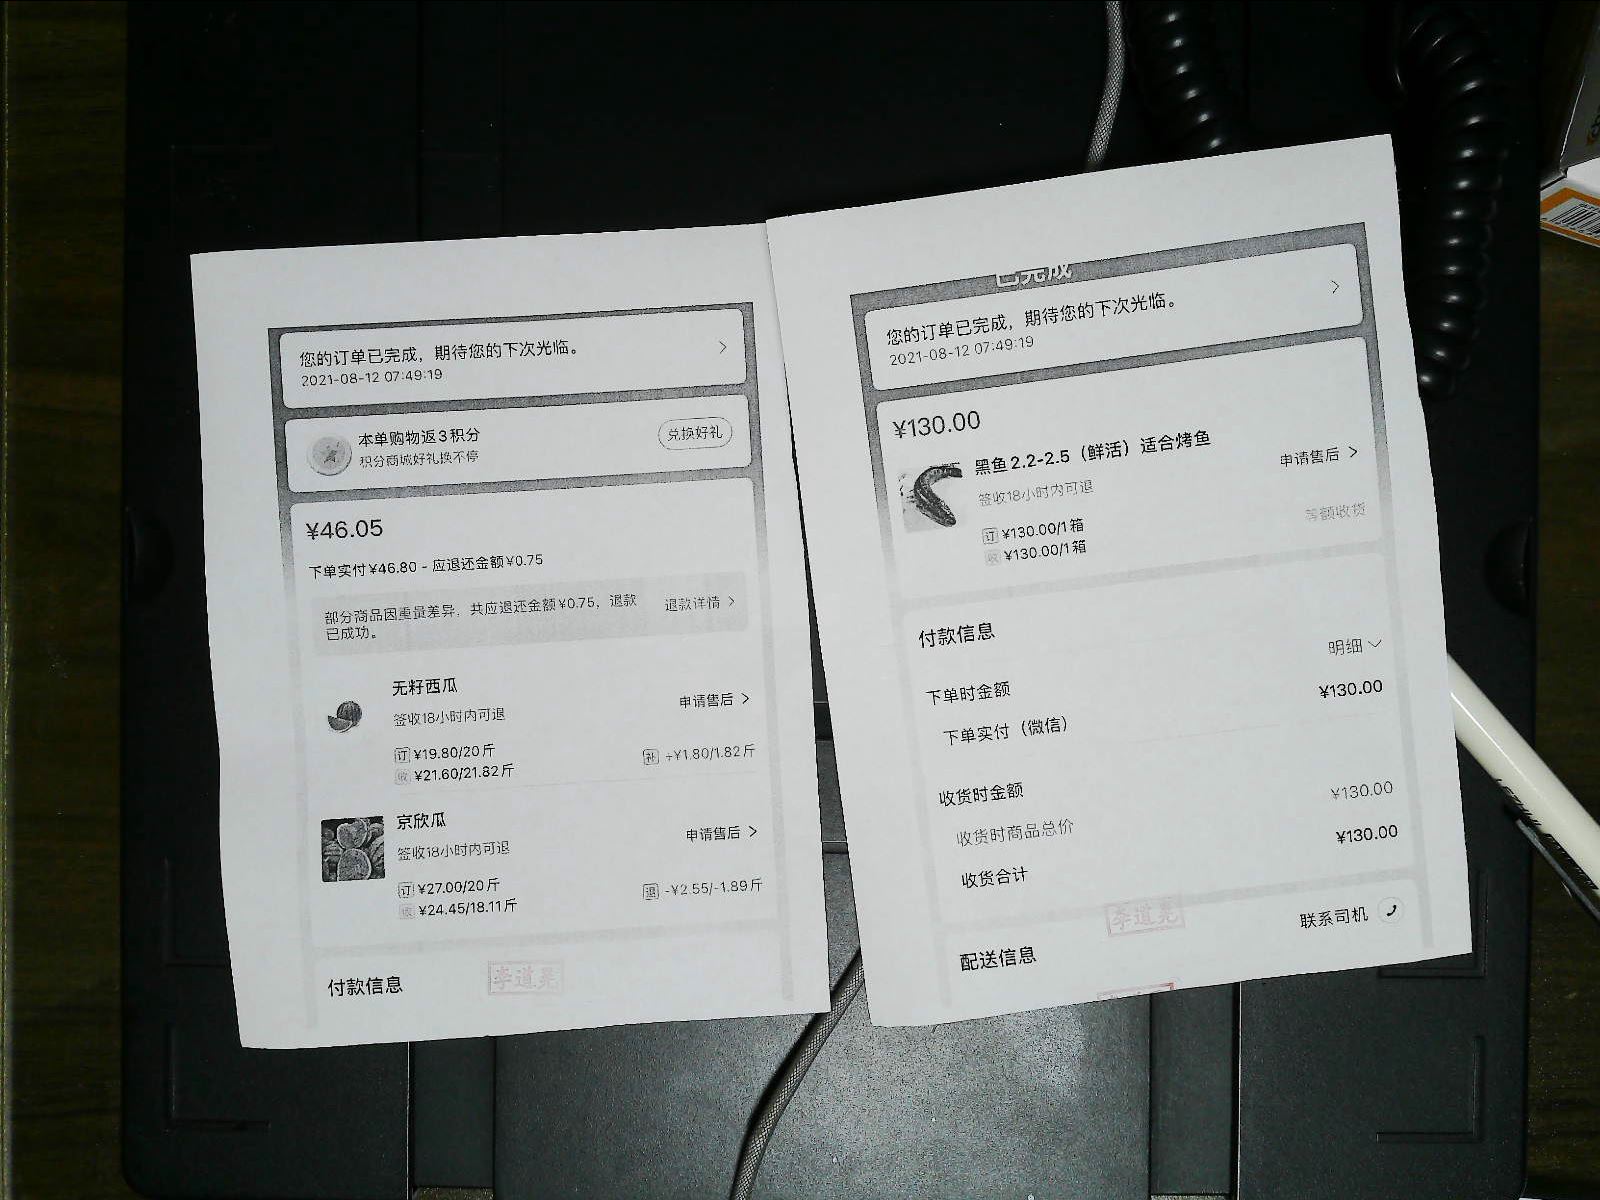 您的订单已完成，期待您的下次光临。
2021-08-12 07:49:19
本单购物返3积分
积分商城好礼换不停
兑换好礼
¥46.05
下单实付¥46.80 - 应退还金额¥0.75
部分商品因重量差异，共应退还金额¥0.75，退款
已成功。
退款详情
无籽西瓜
签收18小时内可退
申请售后
订 ¥19.80/20斤
收 ¥21.60/21.82斤
补 +¥1.80/1.82斤
京欣瓜
签收18小时内可退
申请售后
订 ¥27.00/20斤
收 ¥24.45/18.11斤
退 -¥2.55/-1.89斤
付款信息
李道晃
已完成
您的订单已完成，期待您的下次光临。
2021-08-12 07:49:19
¥130.00
黑鱼2.2-2.5（鲜活）适合烤鱼
签收18小时内可退
申请售后
订 ¥130.00/1箱
收 ¥130.00/1箱
等额收货
付款信息
明细
下单时金额
¥130.00
下单实付（微信）
收货时金额
¥130.00
收货时商品总价
¥130.00
收货合计
李道晃
联系司机
配送信息